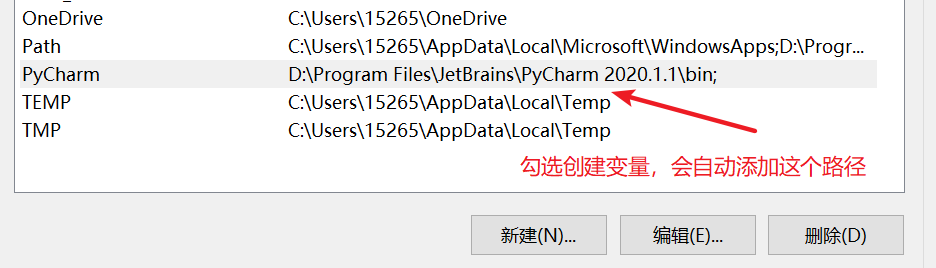 OneDrive C:\Users\15265\OneDrive
Path C:\Users\15265\AppData\Local\Microsoft\WindowsApps;D:\Progr...
PyCharm D:\Program Files\JetBrains\PyCharm 2020.1.1\bin;
TEMP C:\Users\15265\AppData\Local\Temp
TMP C:\Users\15265\AppData\Local\Temp
勾选创建变量，会自动添加这个路径
新建(N)... 编辑(E)... 删除(D)